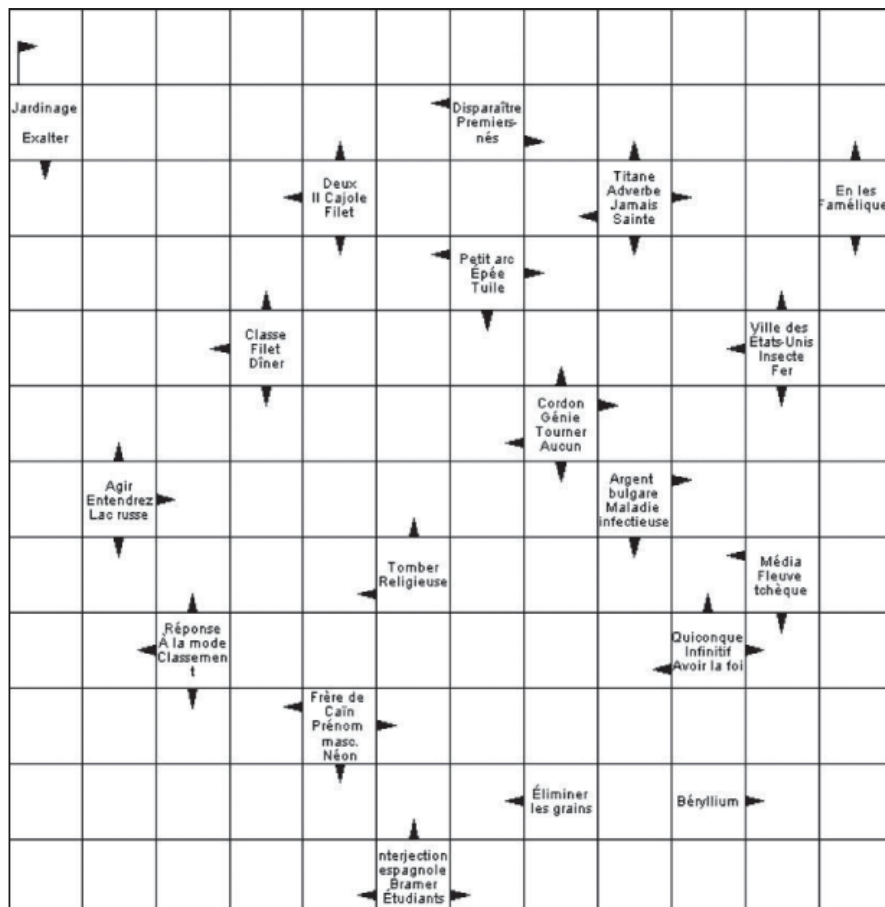 Jardinage
Exalter
Disparaître
Premiers-
nés
Deux
II Cajole
Filet
Titane
Adverbe
Jamais
Sainte
En les
Famélique
Petit arc
Épée
Tuile
Classe
Filet
Dîner
Ville des
États-Unis
Insecte
Fer
Cordon
Génie
Tourner
Aucun
Agir
Entendrez
Lac russe
Argent
bulgare
Maladie
infectieuse
Tomber
Religieuse
Média
Fleuve
tchèque
Réponse
À la mode
Classemen
t
Quiconque
Infinitif
Avoir la foi
Frère de
Caïn
Prénom
masc.
Néon
Éliminer
les grains
Béryllium
nterjection
espagnole
Bramer
Étudiants